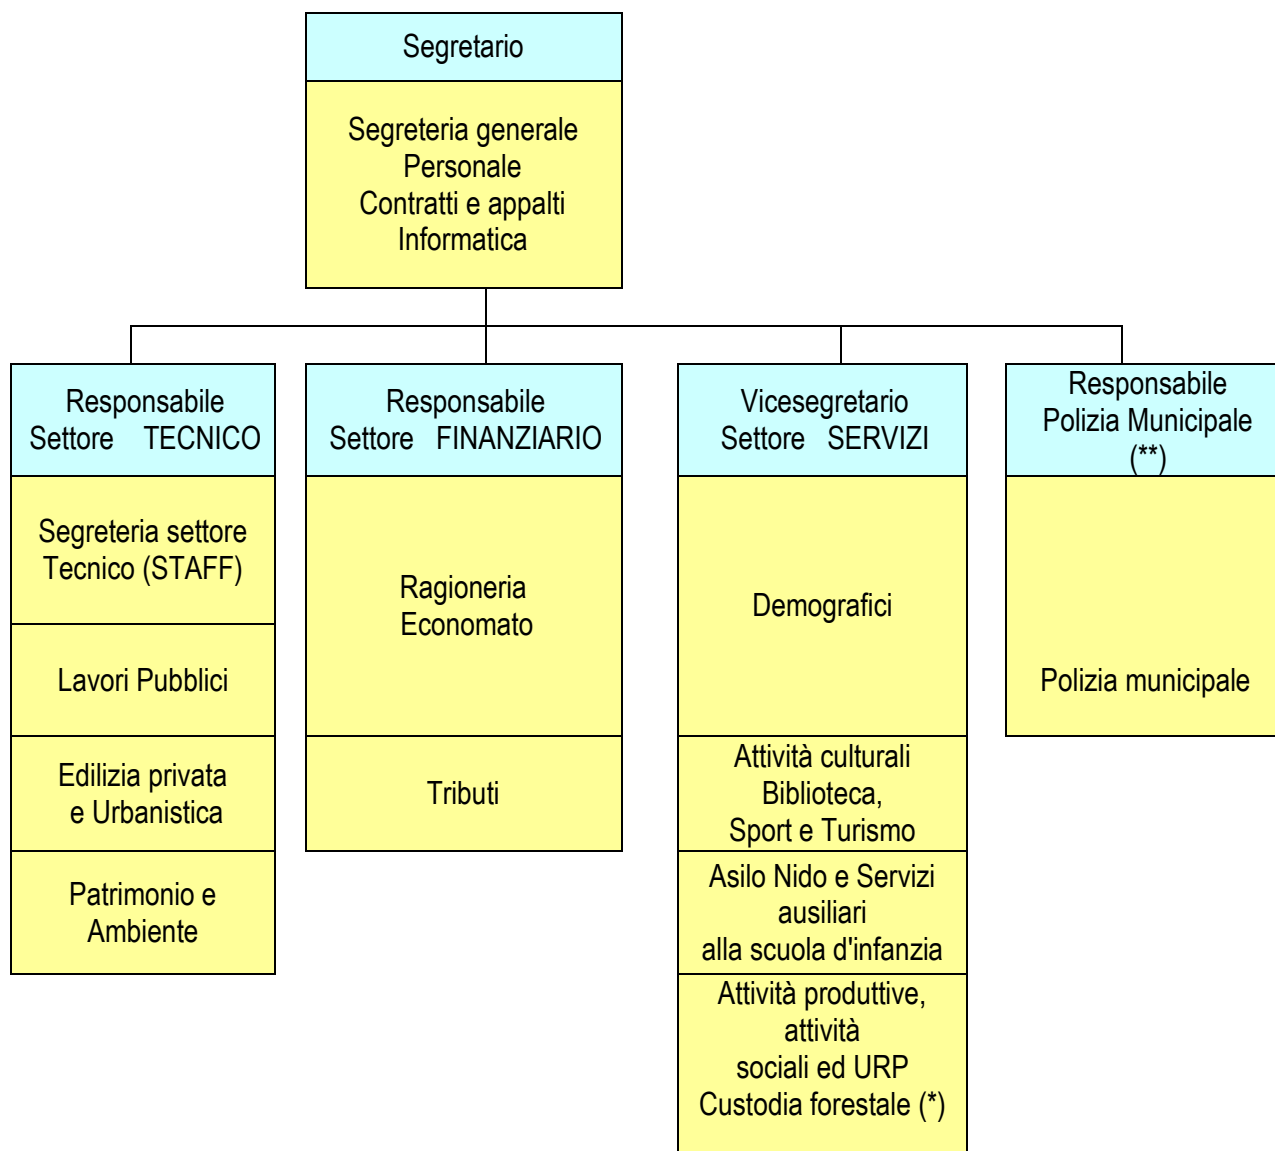 Segretario
Segreteria generale
Personale
Contratti e appalti
Informatica
Responsabile
Settore TECNICO
Segreteria settore
Tecnico (STAFF)
Lavori Pubblici
Edilizia privata
e Urbanistica
Patrimonio e
Ambiente
Responsabile
Settore FINANZIARIO
Ragioneria
Economato
Tributi
Vicesegretario
Settore SERVIZI
Demografici
Attività culturali
Biblioteca,
Sport e Turismo
Asilo Nido e Servizi
ausiliari
alla scuola d'infanzia
Attività produttive,
attività
sociali ed URP
Custodia forestale (*)
Responsabile
Polizia Municipale
(**)
Polizia municipale